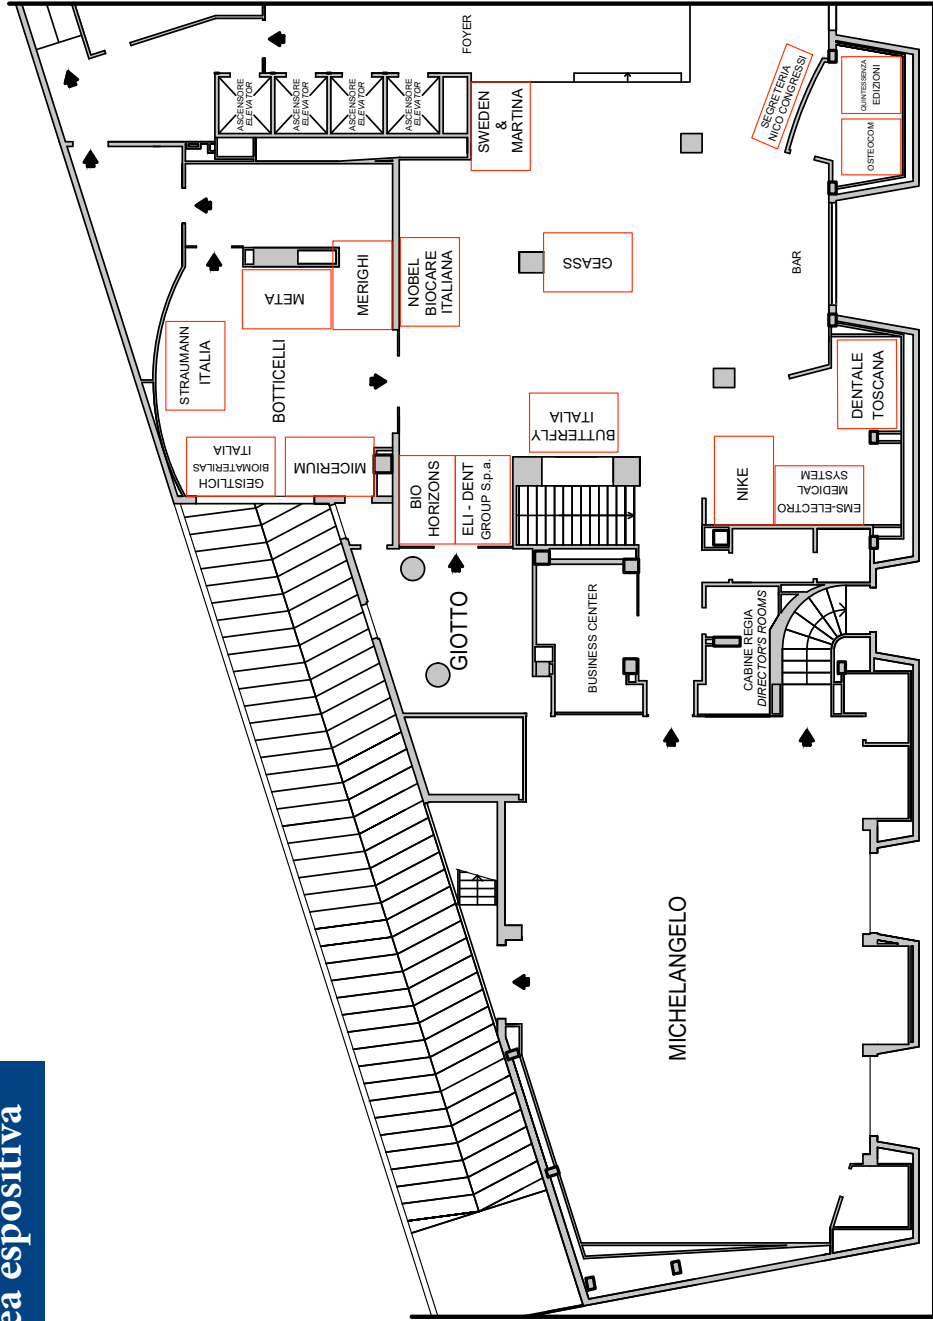 FOYER
ASCENSORE
ELEVATOR
ASCENSORE
ELEVATOR
ASCENSORE
ELEVATOR
ASCENSORE
ELEVATOR
SWEDEN
&
MARTINA
SEGRETERIA
NICO CONGRESSI
QUINTESSENZA
EDIZIONI
OSTEOCOM
META
MERIGHI
NOBEL
BIOCARE
ITALIANA
GEASS
BAR
STRAUMANN
ITALIA
BOTTICELLI
GEISTLICH
BIOMATERILAS
ITALIA
MICERIUM
BIO
HORIZONS
ELI - DENT
GROUP S.p.a.
BUTTERFLY
ITALIA
DENTALE
TOSCANA
NIKE
EMS-ELECTRO
MEDICAL
SYSTEM
GIOTTO
BUSINESS CENTER
CABINE REGIA
DIRECTOR'S ROOMS
MICHELANGELO
espositiva